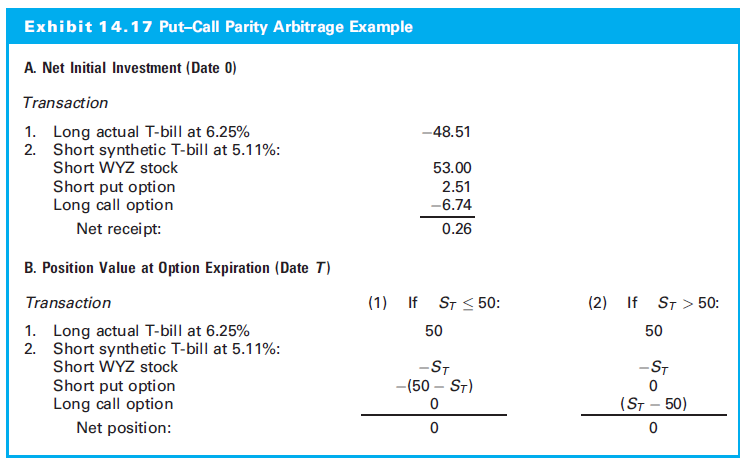 Exhibit 14.17 Put–Call Parity Arbitrage Example
A. Net Initial Investment (Date 0)
Transaction
1. Long actual T-bill at 6.25% −48.51
2. Short synthetic T-bill at 5.11%:
Short WYZ stock 53.00
Short put option 2.51
Long call option −6.74
Net receipt: 0.26
B. Position Value at Option Expiration (Date T)
Transaction (1) If S_T ≤ 50: (2) If S_T > 50:
1. Long actual T-bill at 6.25% 50 50
2. Short synthetic T-bill at 5.11%:
Short WYZ stock −S_T −S_T
Short put option −(50 − S_T) 0
Long call option 0 (S_T − 50)
Net position: 0 0